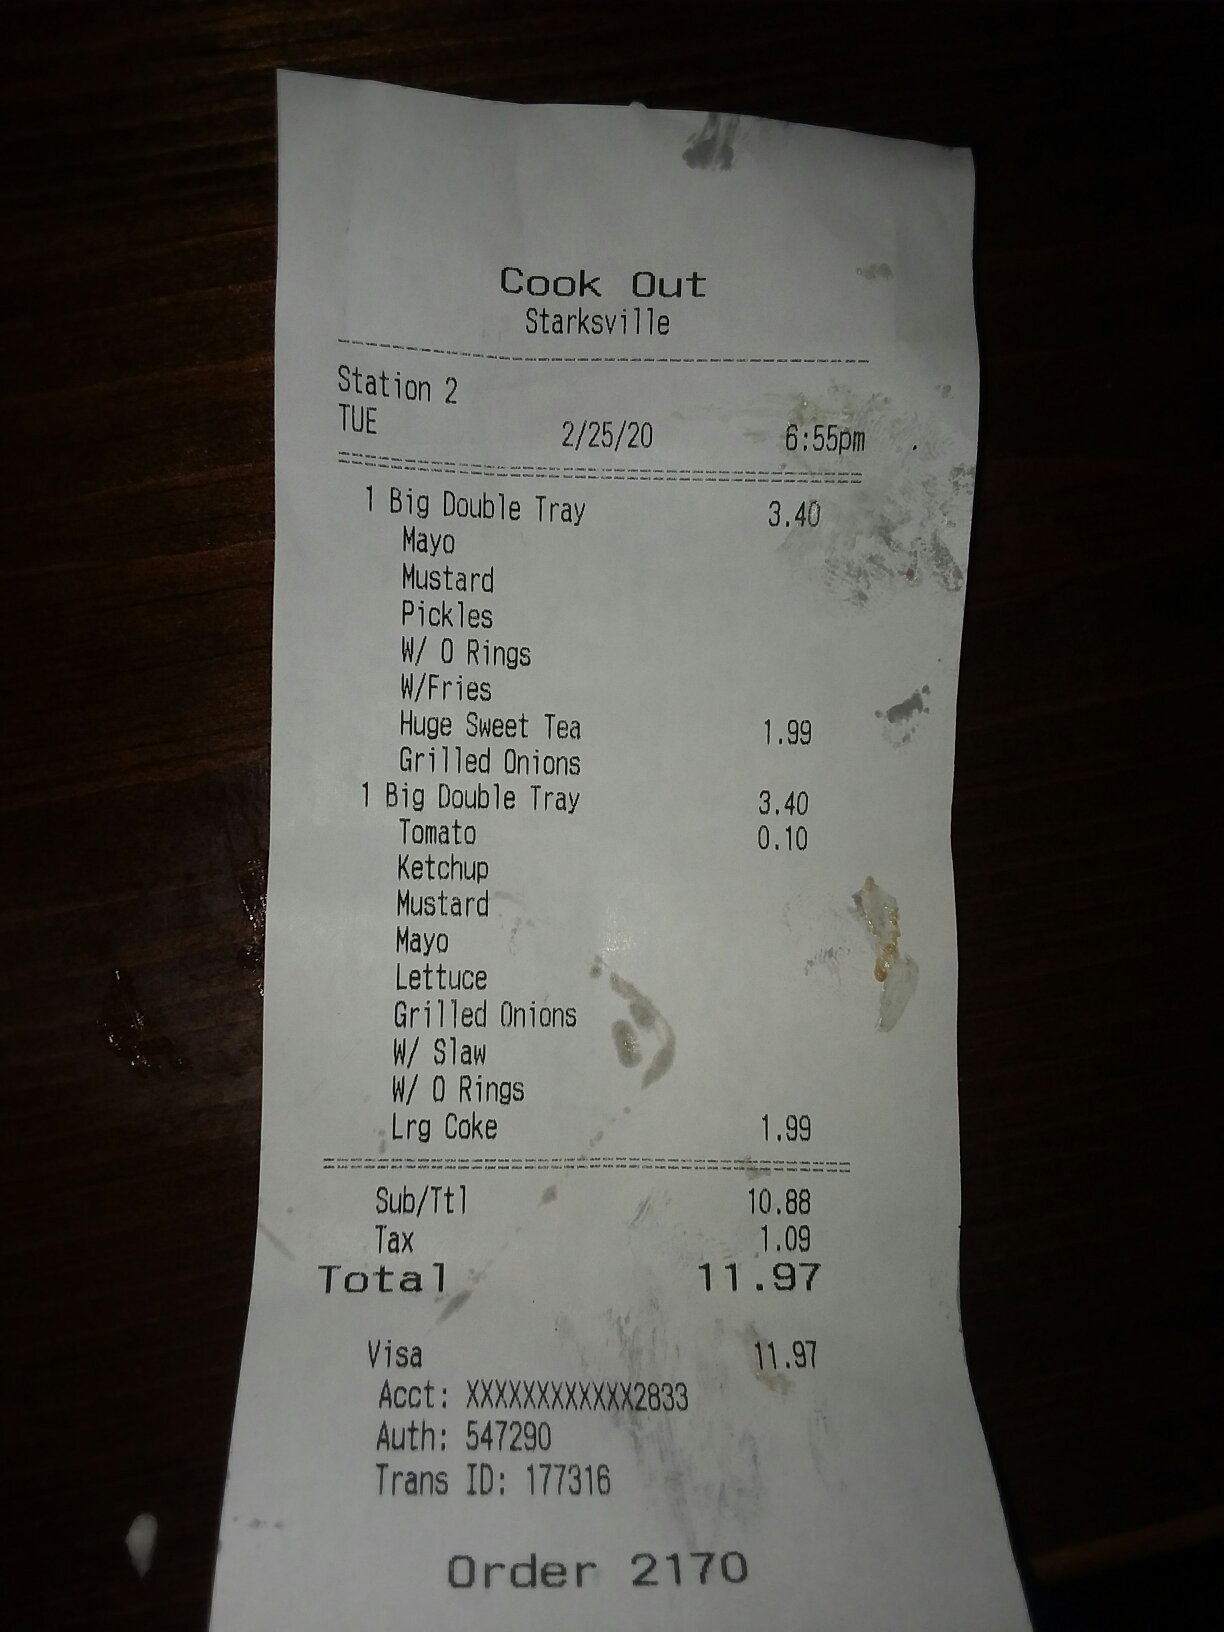 Cook Out
Starksville
Station 2
TUE 2/25/20 6:55pm
1 Big Double Tray 3.40
Mayo
Mustard
Pickles
W/ O Rings
W/Fries
Huge Sweet Tea 1.99
Grilled Onions
1 Big Double Tray 3.40
Tomato 0.10
Ketchup
Mustard
Mayo
Lettuce
Grilled Onions
W/ Slaw
W/ O Rings
Lrg Coke 1.99
Sub/Ttl 10.88
Tax 1.09
Total 11.97
Visa 11.97
Acct: XXXXXXXXXXXX2833
Auth: 547290
Trans ID: 177316
Order 2170